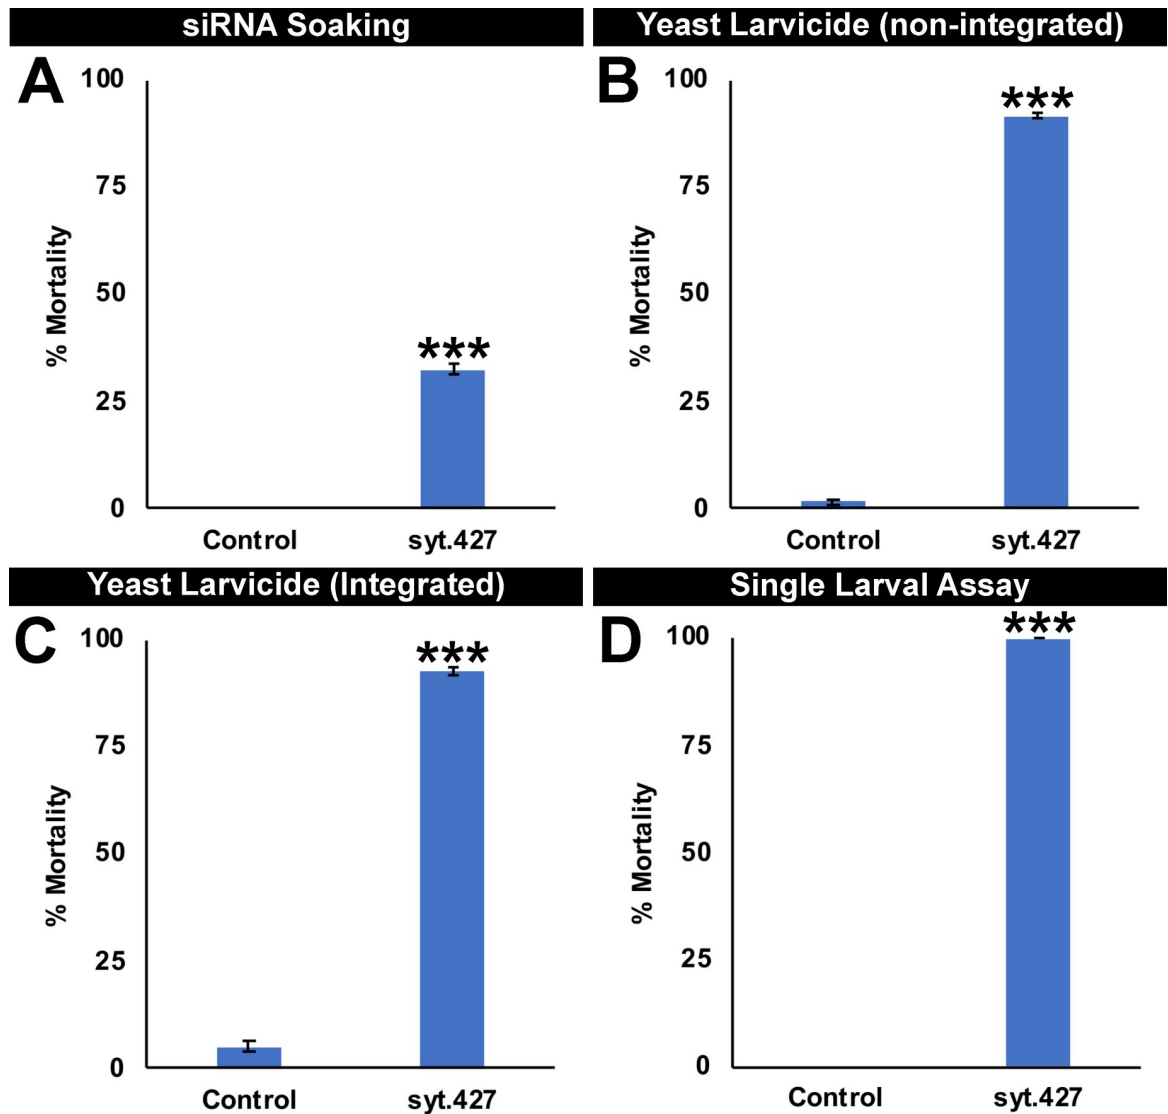 siRNA Soaking
A
***
% Mortality
100
75
50
25
0
Control syt.427
Yeast Larvicide (non-integrated)
B
***
% Mortality
100
75
50
25
0
Control syt.427
Yeast Larvicide (Integrated)
C
***
% Mortality
100
75
50
25
0
Control syt.427
Single Larval Assay
D
***
% Mortality
100
75
50
25
0
Control syt.427